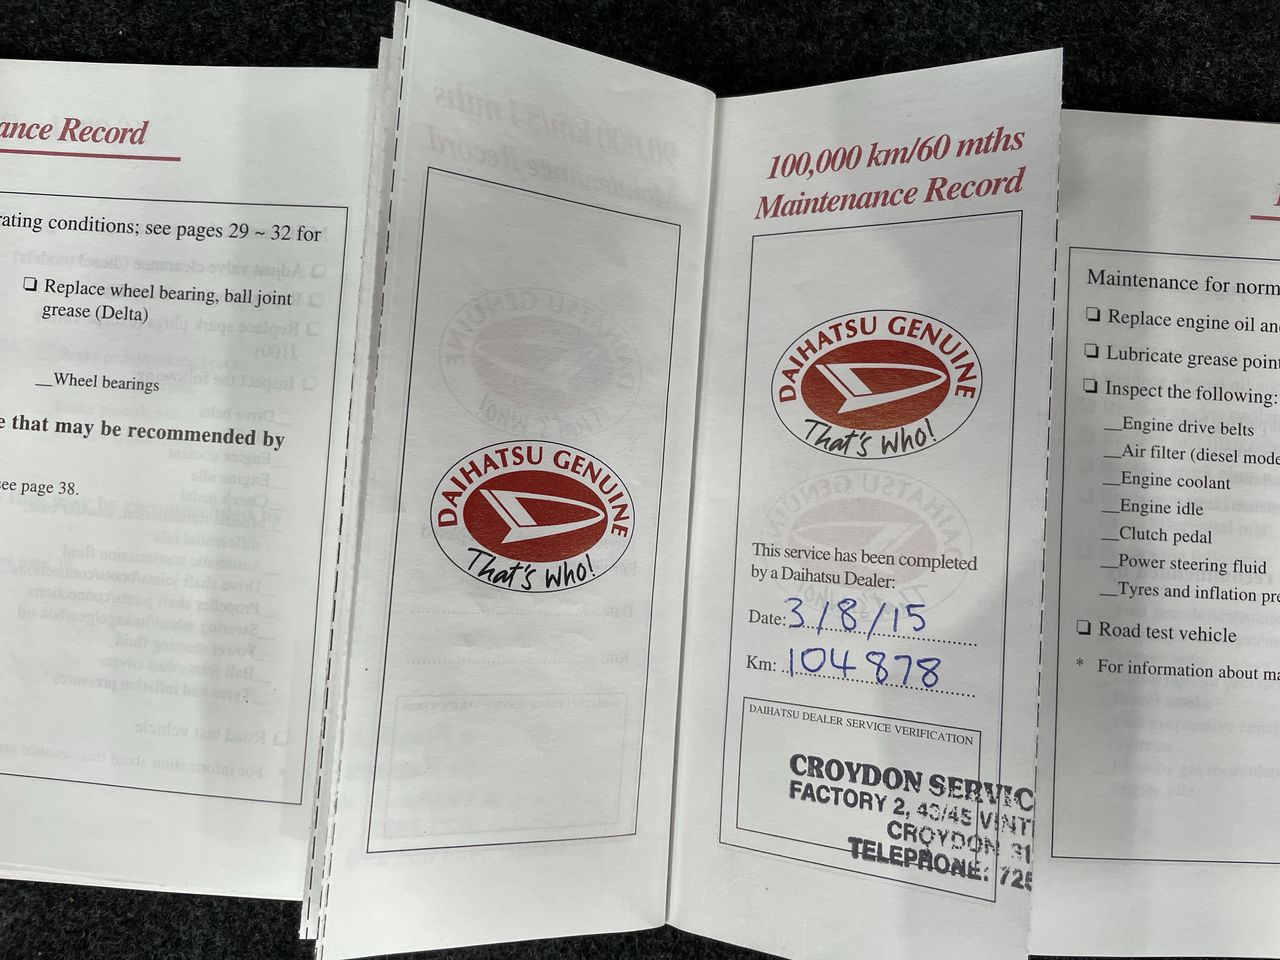 ance Record
rating conditions; see pages 29 ~ 32 for
❑ Replace wheel bearing, ball joint
grease (Delta)
__Wheel bearings
e that may be recommended by
see page 38.
DAIHATSU GENUINE
That's who!
100,000 km/60 mths
Maintenance Record
DAIHATSU GENUINE
That's who!
This service has been completed
by a Daihatsu Dealer:
Date: 3/8/15
Km: 104878
DAIHATSU DEALER SERVICE VERIFICATION
CROYDON SERVIC
FACTORY 2, 43/45 VINT
CROYDON 31
TELEPHONE: 725
Maintenance for norm
❑ Replace engine oil an
❑ Lubricate grease point
❑ Inspect the following:
__Engine drive belts
__Air filter (diesel mode
__Engine coolant
__Engine idle
__Clutch pedal
__Power steering fluid
__Tyres and inflation pre
❑ Road test vehicle
* For information about ma